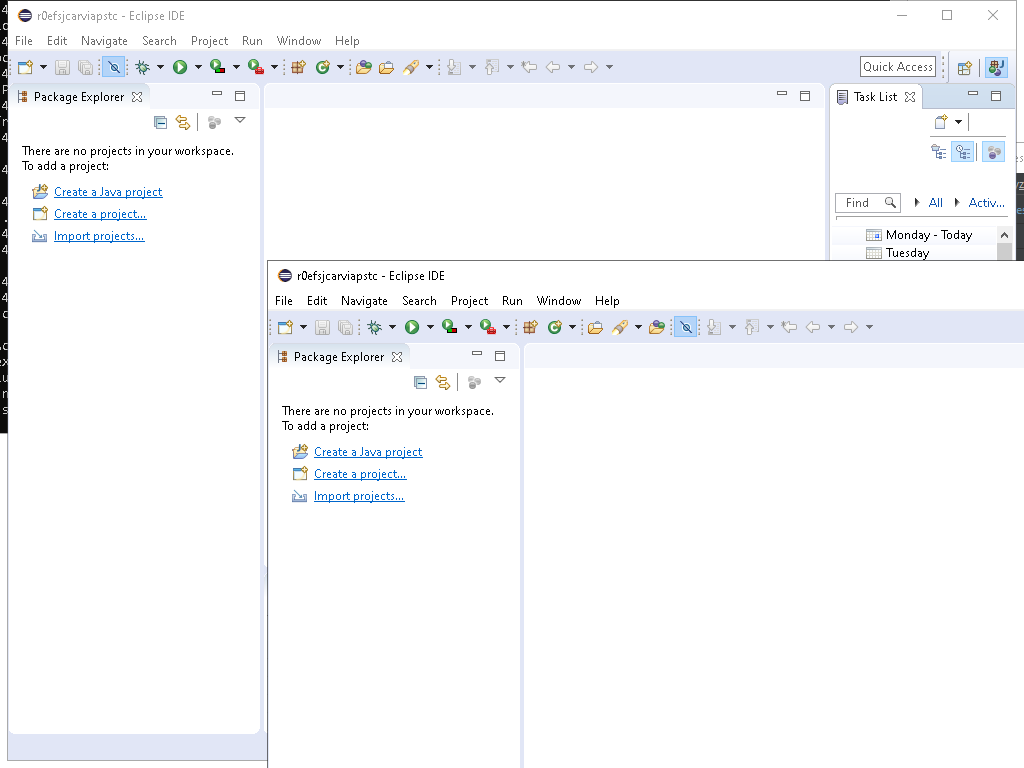 r0efsjcarviapstc - Eclipse IDE
File Edit Navigate Search Project Run Window Help
Quick Access
Package Explorer
Task List
There are no projects in your workspace.
To add a project:
Create a Java project
Create a project...
Import projects...
Find
All
Activ...
Monday - Today
Tuesday
r0efsjcarviapstc - Eclipse IDE
File Edit Navigate Search Project Run Window Help
Package Explorer
There are no projects in your workspace.
To add a project:
Create a Java project
Create a project...
Import projects...